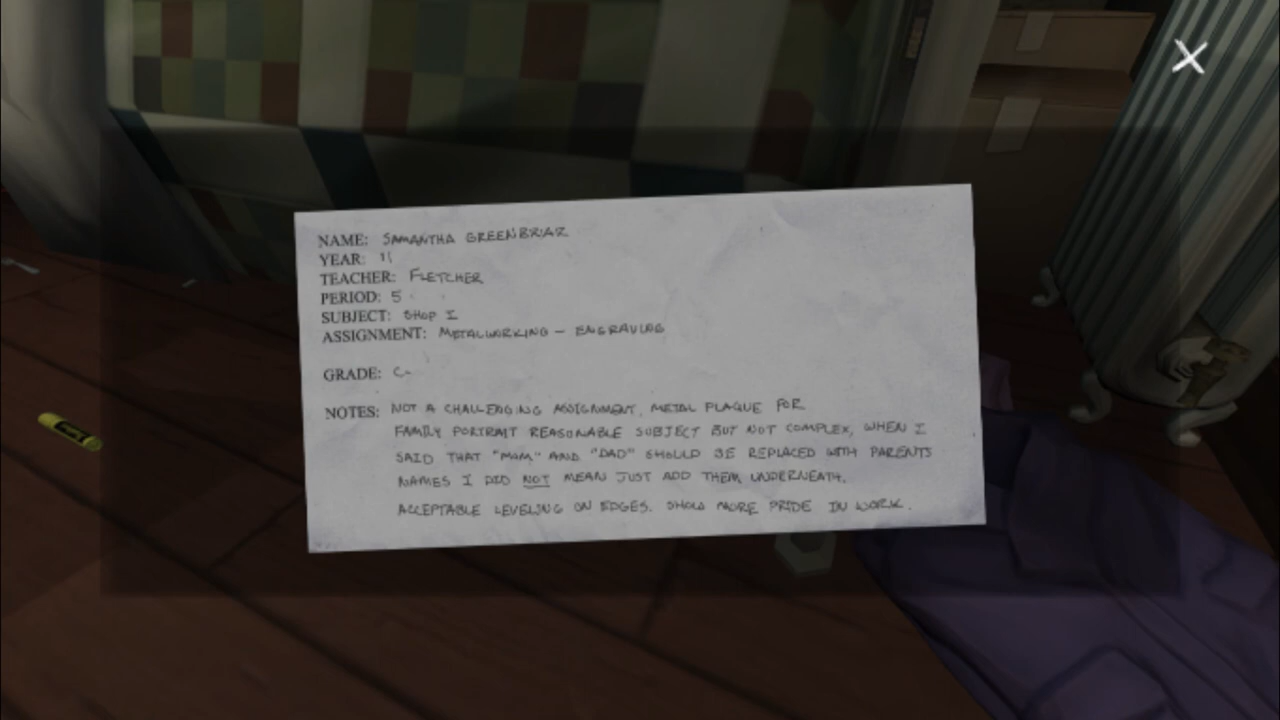 NAME: SAMANTHA GREENBRIAR
YEAR: 11
TEACHER: FLETCHER
PERIOD: 5
SUBJECT: SHOP I
ASSIGNMENT: METALWORKING - ENGRAVING
GRADE: C-
NOTES: NOT A CHALLENGING ASSIGNMENT. METAL PLAQUE FOR
FAMILY PORTRAIT REASONABLE SUBJECT BUT NOT COMPLEX, WHEN I
SAID THAT "MOM" AND "DAD" SHOULD BE REPLACED WITH PARENTS
NAMES I DID NOT MEAN JUST ADD THEM UNDERNEATH.
ACCEPTABLE LEVELING ON EDGES. SHOW MORE PRIDE IN WORK.